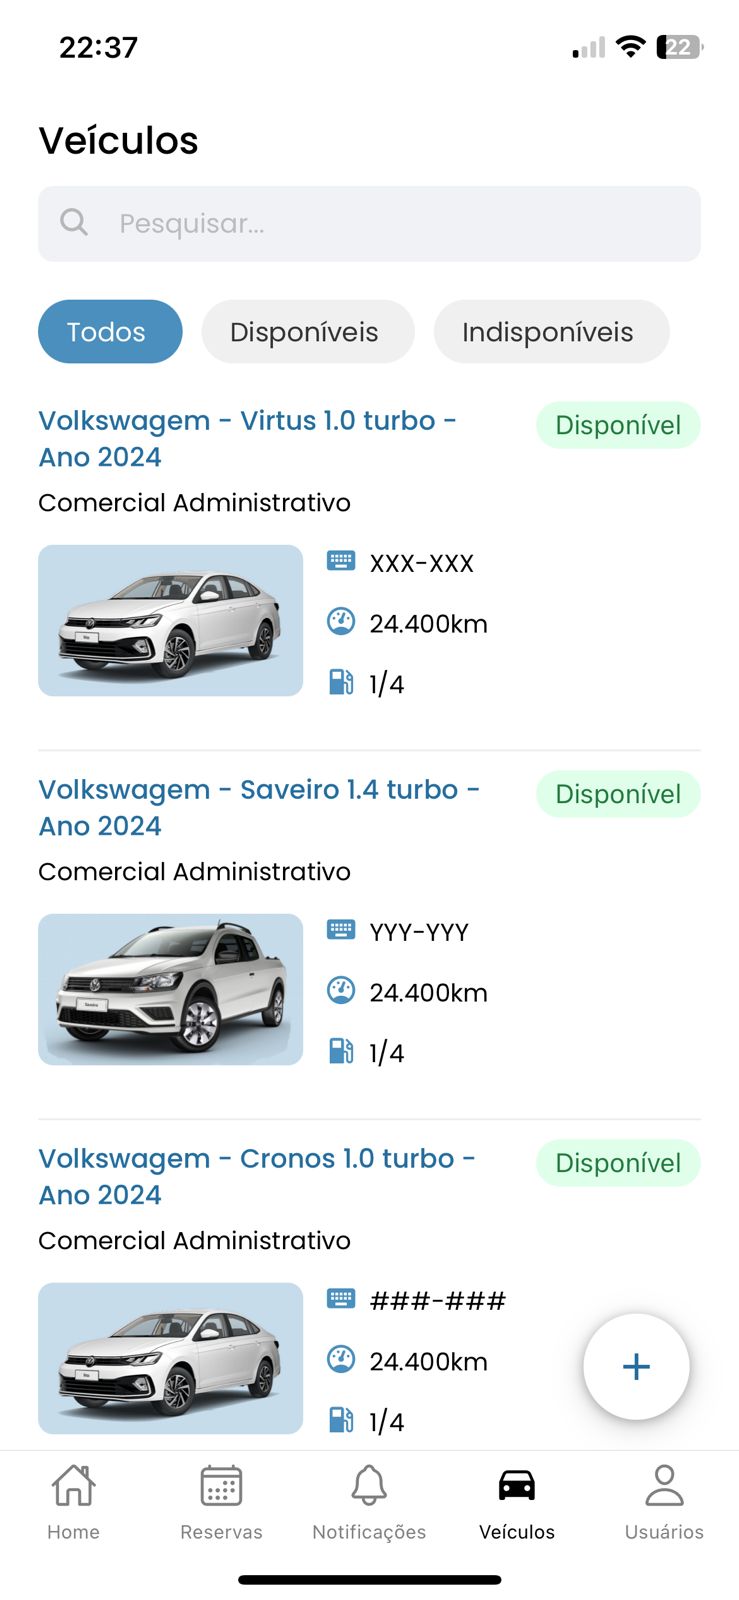 22:37
22
Veículos
Pesquisar...
Todos
Disponíveis
Indisponíveis
Volkswagem - Virtus 1.0 turbo -
Ano 2024
Disponível
Comercial Administrativo
XXX-XXX
24.400km
1/4
Volkswagem - Saveiro 1.4 turbo -
Ano 2024
Disponível
Comercial Administrativo
Saveiro
YYY-YYY
24.400km
1/4
Volkswagem - Cronos 1.0 turbo -
Ano 2024
Disponível
Comercial Administrativo
###-###
24.400km
1/4
+
Home
Reservas
Notificações
Veículos
Usuários